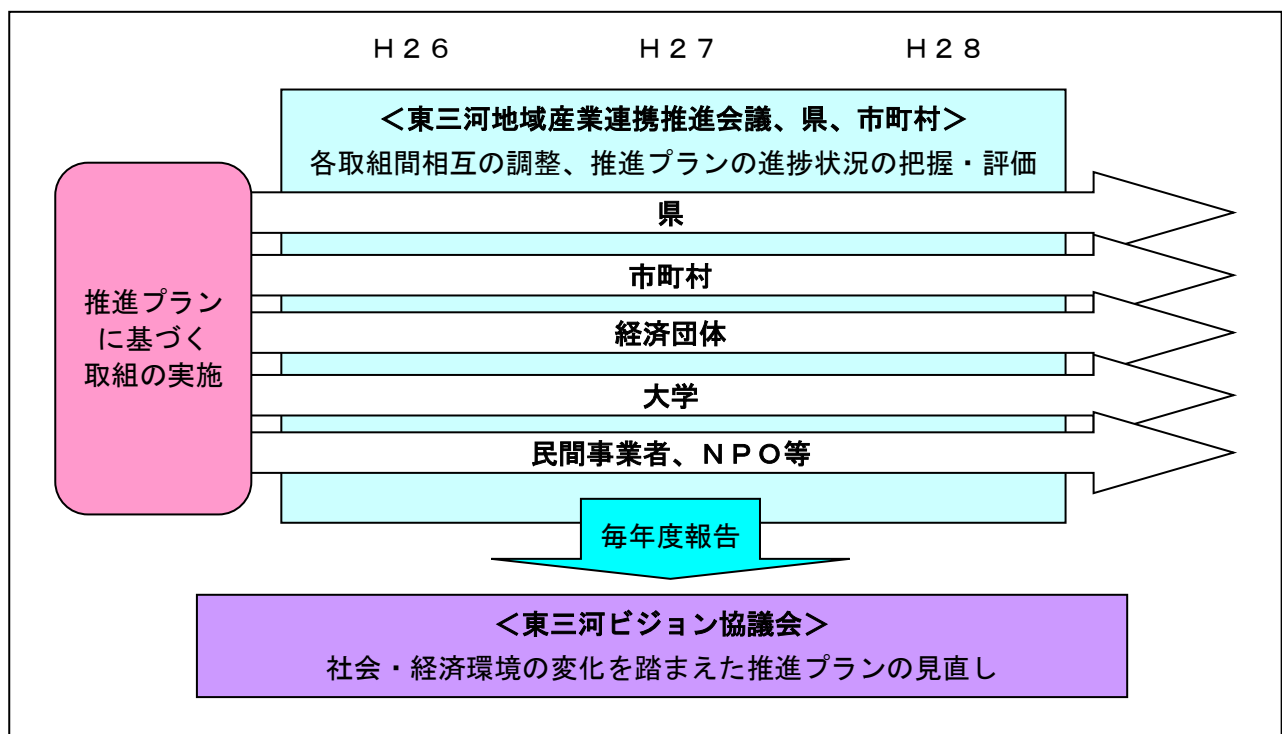 H26 H27 H28
＜東三河地域産業連携推進会議、県、市町村＞
各取組間相互の調整、推進プランの進捗状況の把握・評価
推進プラン
に基づく
取組の実施
県
市町村
経済団体
大学
民間事業者、NPO等
毎年度報告
＜東三河ビジョン協議会＞
社会・経済環境の変化を踏まえた推進プランの見直し